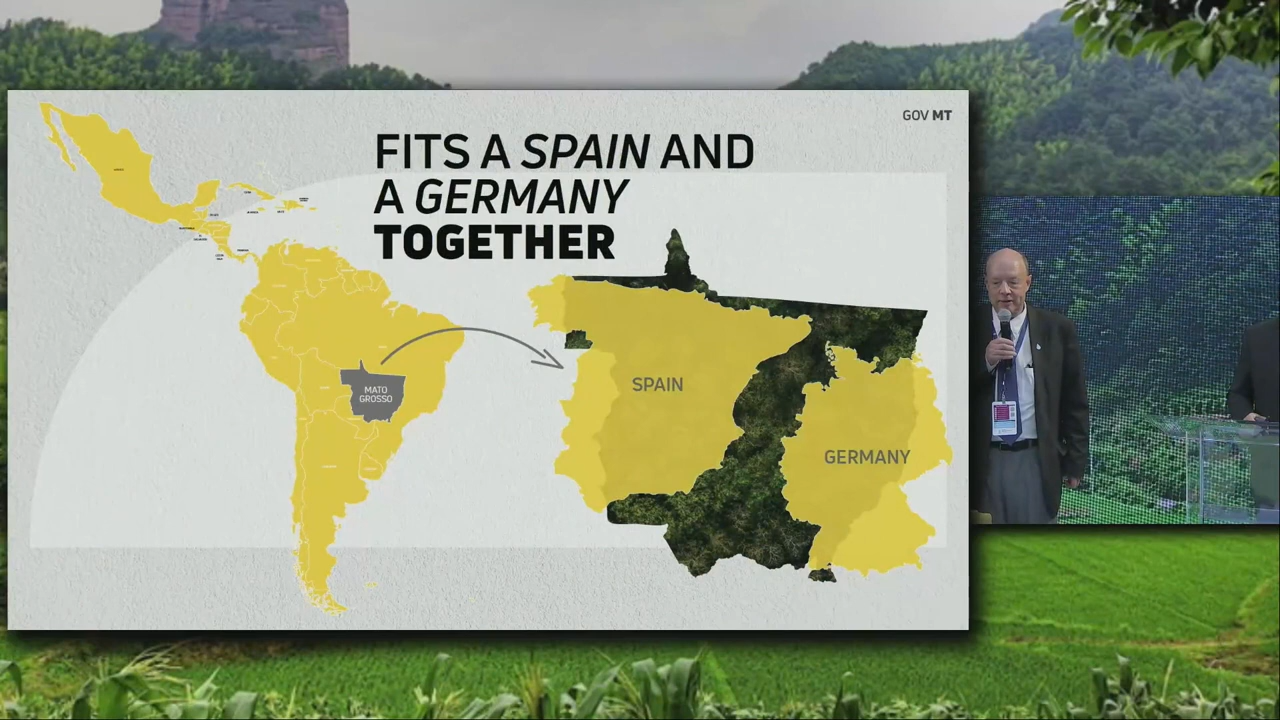 GOV MT
FITS A SPAIN AND
A GERMANY
TOGETHER
MATO
GROSSO
SPAIN
GERMANY